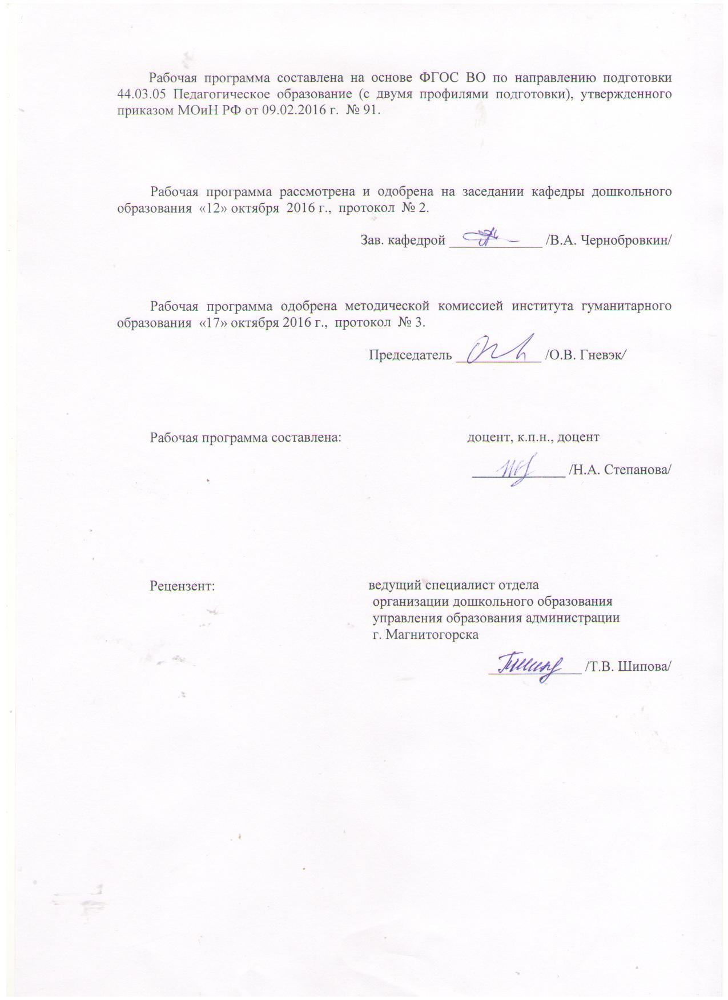 Рабочая программа составлена на основе ФГОС ВО по направлению подготовки
44.03.05 Педагогическое образование (с двумя профилями подготовки), утвержденного
приказом МОиН РФ от 09.02.2016 г. № 91.
Рабочая программа рассмотрена и одобрена на заседании кафедры дошкольного
образования «12» октября 2016 г., протокол № 2.
Зав. кафедрой _____________ /В.А. Чернобровкин/
Рабочая программа одобрена методической комиссией института гуманитарного
образования «17» октября 2016 г., протокол № 3.
Председатель ____________ /О.В. Гневэк/
Рабочая программа составлена: доцент, к.п.н., доцент
_____________ /Н.А. Степанова/
Рецензент: ведущий специалист отдела
организации дошкольного образования
управления образования администрации
г. Магнитогорска
_____________ /Т.В. Шипова/